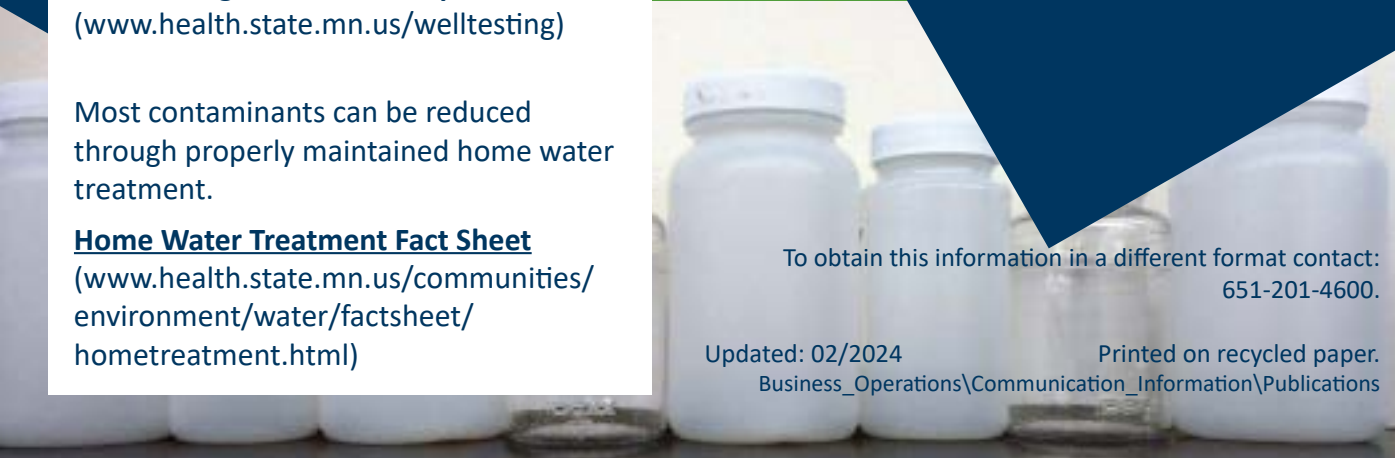 (www.health.state.mn.us/welltesting)
Most contaminants can be reduced
through properly maintained home water
treatment.
Home Water Treatment Fact Sheet
(www.health.state.mn.us/communities/
environment/water/factsheet/
hometreatment.html)
To obtain this information in a different format contact:
651-201-4600.
Updated: 02/2024 Printed on recycled paper.
Business_Operations\Communication_Information\Publications